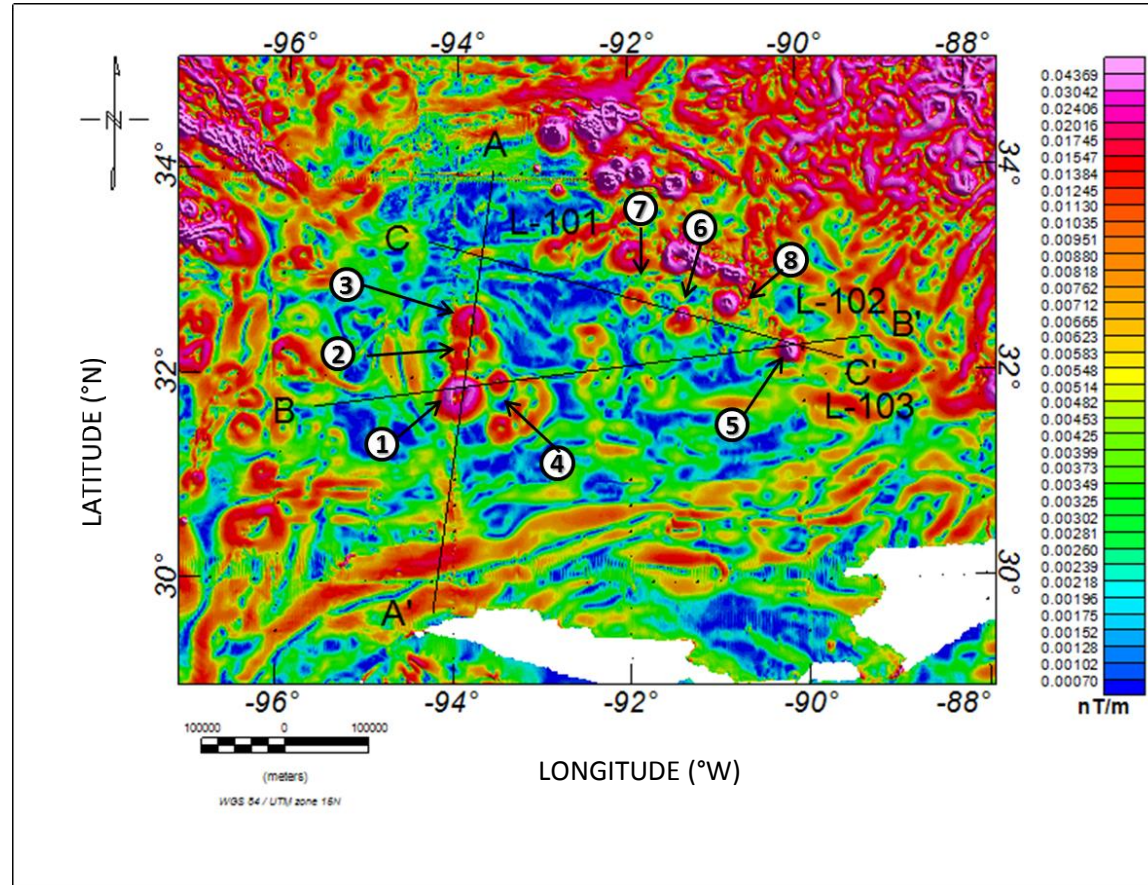 -96° -94° -92° -90° -88°
N
34° 34°
32° 32°
30° 30°
A
C
L-101
7
6
8
3
L-102
2
B'
C'
B
L-103
1
4
5
A'
-96° -94° -92° -90° -88°
LATITUDE (°N)
LONGITUDE (°W)
100000 0 100000
(meters)
WGS 84 / UTM zone 15N
0.04369
0.03042
0.02406
0.02016
0.01745
0.01547
0.01384
0.01245
0.01130
0.01035
0.00951
0.00880
0.00818
0.00762
0.00712
0.00665
0.00623
0.00583
0.00548
0.00514
0.00482
0.00453
0.00425
0.00399
0.00373
0.00349
0.00325
0.00302
0.00281
0.00260
0.00239
0.00218
0.00196
0.00175
0.00152
0.00128
0.00102
0.00070
nT/m